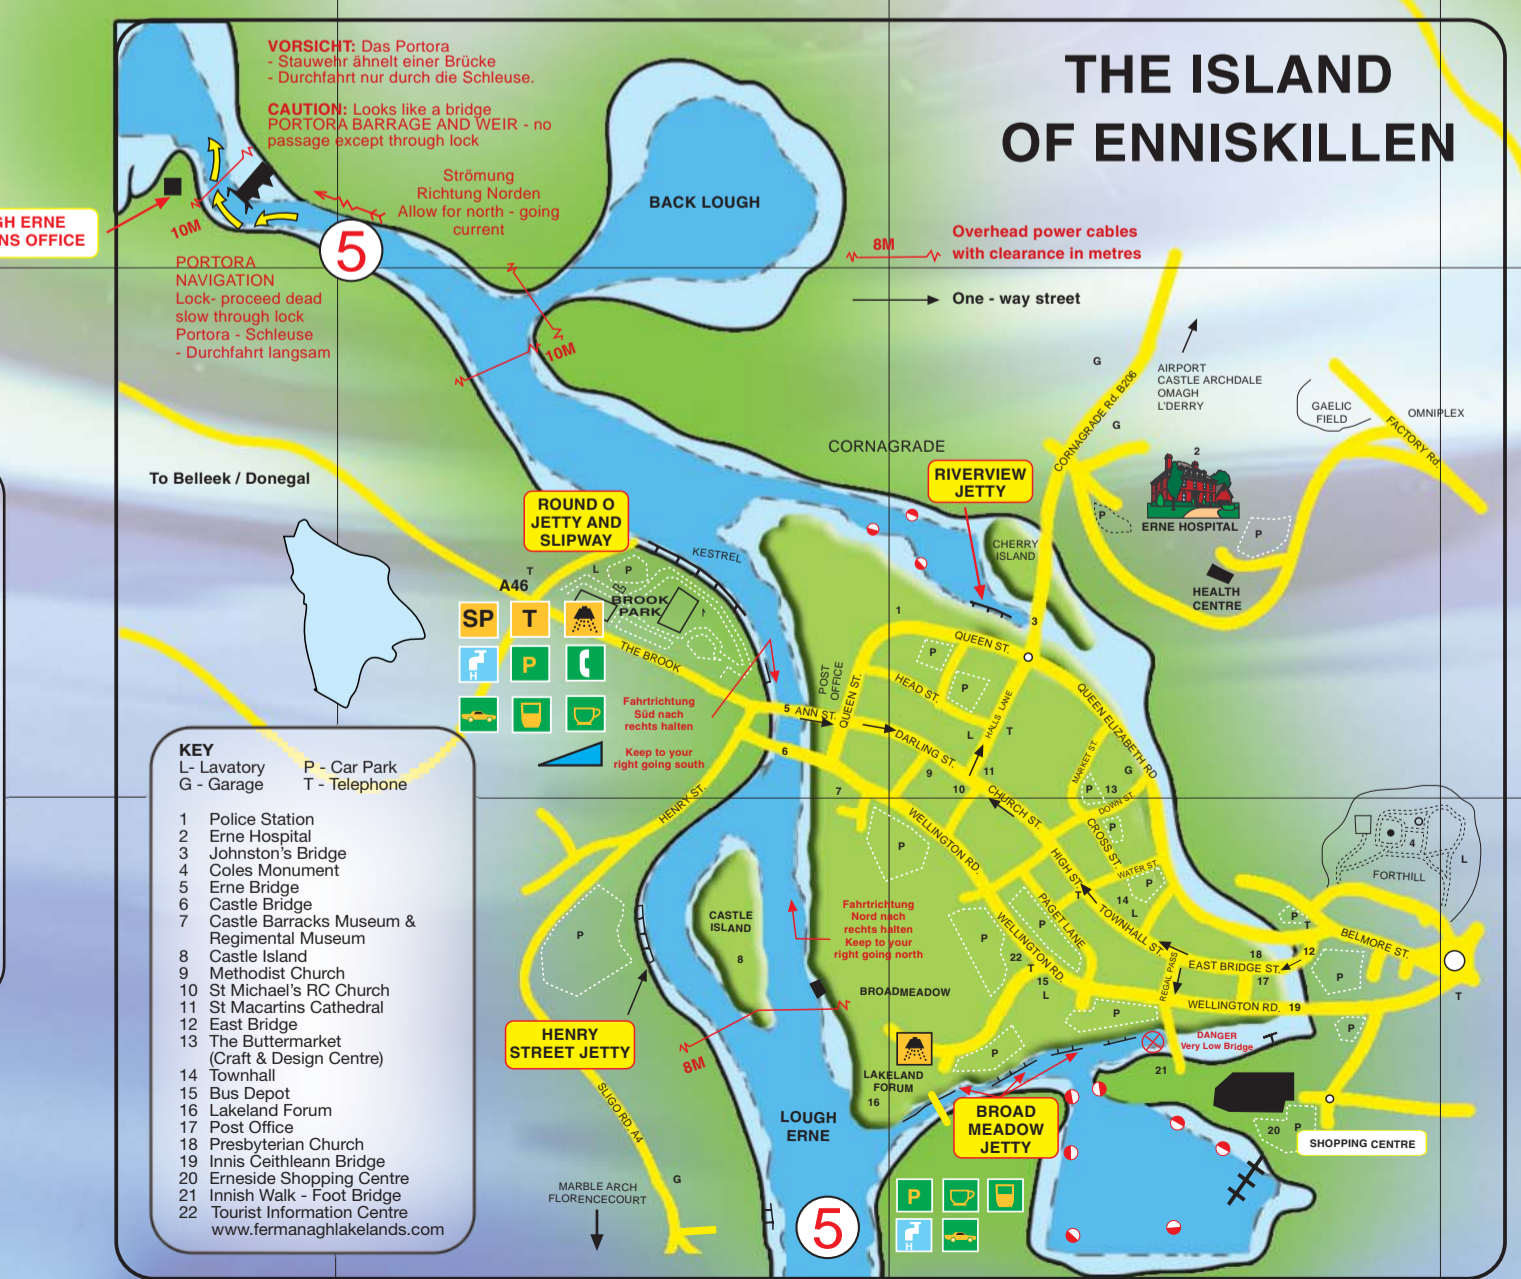 THE ISLAND
OF ENNISKILLEN
VORSICHT: Das Portora
- Stauwehr ähnelt einer Brücke
- Durchfahrt nur durch die Schleuse.
CAUTION: Looks like a bridge
PORTORA BARRAGE AND WEIR - no
passage except through lock
Strömung
Richtung Norden
Allow for north - going
current
GH ERNE
NS OFFICE
10M
5
PORTORA
NAVIGATION
Lock- proceed dead
slow through lock
Portora - Schleuse
- Durchfahrt langsam
BACK LOUGH
10M
8M
Overhead power cables
with clearance in metres
One - way street
G
CORNAGRADE Rd. B206
G
AIRPORT
CASTLE ARCHDALE
OMAGH
L'DERRY
GAELIC
FIELD
OMNIPLEX
FACTORY Rd.
CORNAGRADE
2
ERNE HOSPITAL
P
P
HEALTH
CENTRE
To Belleek / Donegal
RIVERVIEW
JETTY
CHERRY
ISLAND
3
ROUND O
JETTY AND
SLIPWAY
KESTREL
T
A46
L
P
BROOK
PARK
THE BROOK
SP
T
H
P
Fahrtrichtung
Süd nach
rechts halten
Keep to your
right going south
1
POST
OFFICE
QUEEN ST.
QUEEN ST.
P
HEAD ST.
P
HALLS LANE
L
T
QUEEN ELIZABETH RD
5
ANN ST.
DARLING ST.
6
7
9
10
11
CHURCH ST.
MARKET ST.
G
P
13
DOWN ST.
P
CROSS ST.
WATER ST.
P
HIGH ST.
T
14
L
TOWNHALL ST.
WELLINGTON RD.
P
PAGET LANE
P
P
WELLINGTON RD.
22
T
15
L
P
REGAL PASS
18
EAST BRIDGE ST.
17
12
P
T
BELMORE ST.
P
WELLINGTON RD.
19
P
T
4
L
FORTHILL
HENRY ST.
P
CASTLE
ISLAND
8
Fahrtrichtung
Nord nach
rechts halten
Keep to your
right going north
BROADMEADOW
HENRY
STREET JETTY
8M
SLIGO RD. A4
G
MARBLE ARCH
FLORENCECOURT
LAKELAND
FORUM
16
P
LOUGH
ERNE
5
BROAD
MEADOW
JETTY
DANGER
Very Low Bridge
21
20
P
SHOPPING CENTRE
P
H
KEY
L- Lavatory P - Car Park
G - Garage T - Telephone
1 Police Station
2 Erne Hospital
3 Johnston's Bridge
4 Coles Monument
5 Erne Bridge
6 Castle Bridge
7 Castle Barracks Museum &
Regimental Museum
8 Castle Island
9 Methodist Church
10 St Michael's RC Church
11 St Macartins Cathedral
12 East Bridge
13 The Buttermarket
(Craft & Design Centre)
14 Townhall
15 Bus Depot
16 Lakeland Forum
17 Post Office
18 Presbyterian Church
19 Innis Ceithleann Bridge
20 Erneside Shopping Centre
21 Innish Walk - Foot Bridge
22 Tourist Information Centre
www.fermanaghlakelands.com